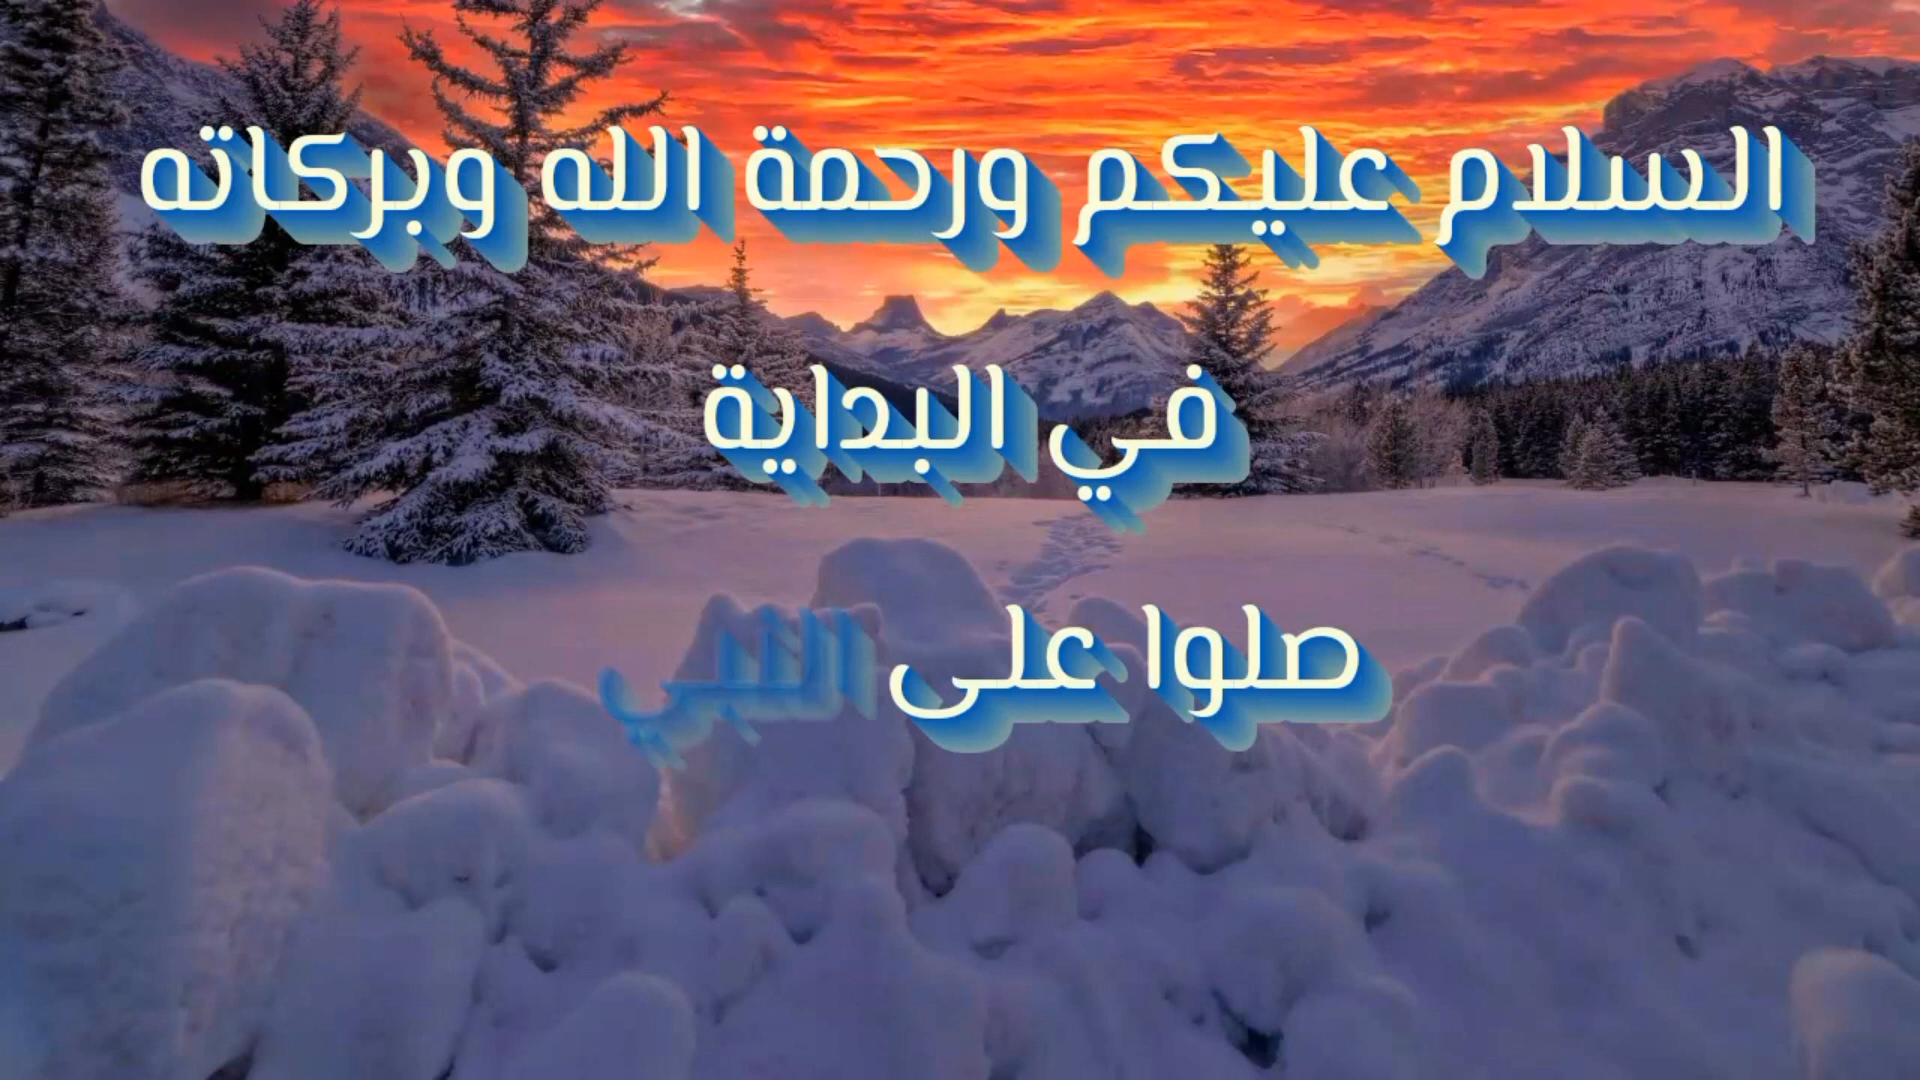 السلام عليكم ورحمة الله وبركاته
في البداية
صلوا على النبي